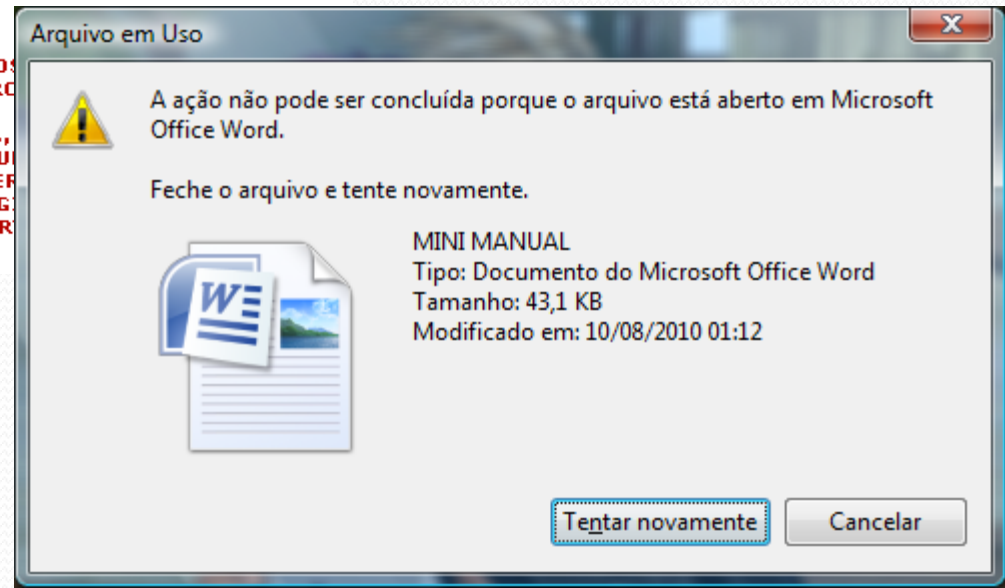 Arquivo em Uso
A ação não pode ser concluída porque o arquivo está aberto em Microsoft
Office Word.
Feche o arquivo e tente novamente.
MINI MANUAL
Tipo: Documento do Microsoft Office Word
Tamanho: 43,1 KB
Modificado em: 10/08/2010 01:12
Tentar novamente
Cancelar